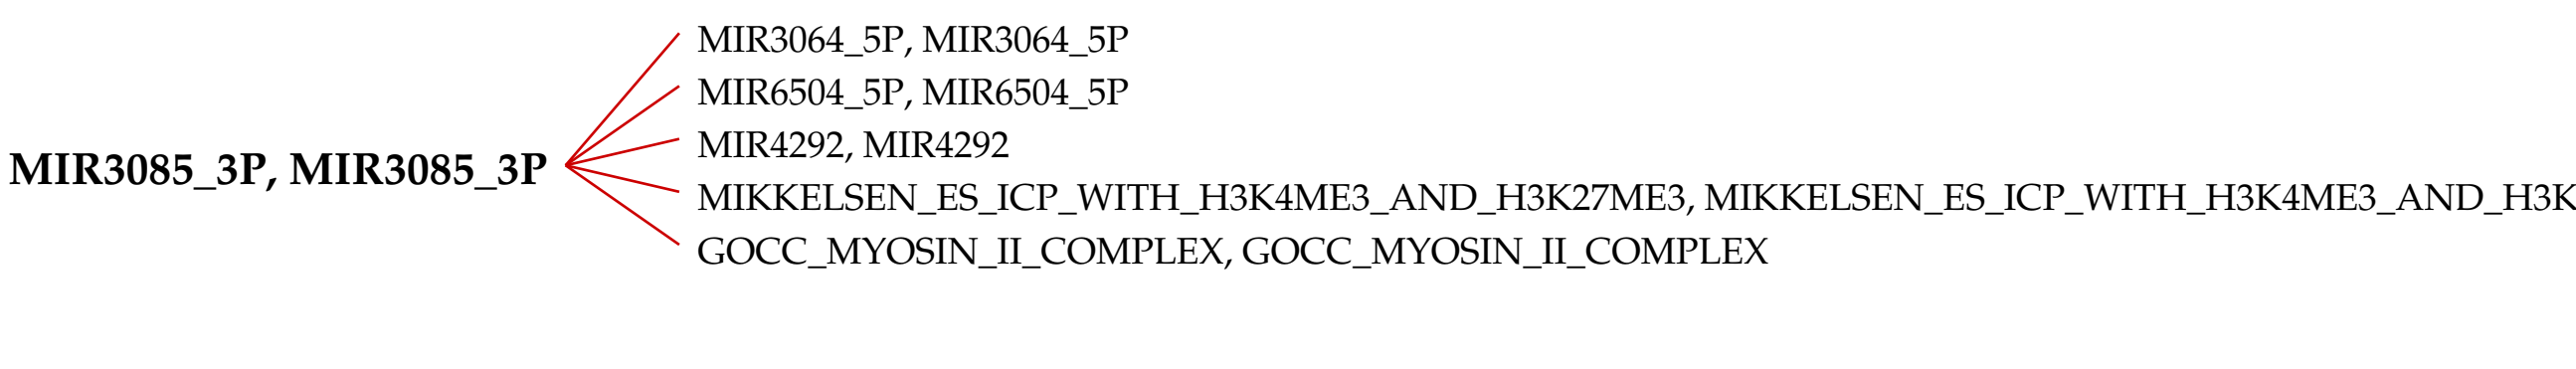 MIR3085_3P, MIR3085_3P
MIR3064_5P, MIR3064_5P
MIR6504_5P, MIR6504_5P
MIR4292, MIR4292
MIKKELSEN_ES_ICP_WITH_H3K4ME3_AND_H3K27ME3, MIKKELSEN_ES_ICP_WITH_H3K4ME3_AND_H3K
GOCC_MYOSIN_II_COMPLEX, GOCC_MYOSIN_II_COMPLEX